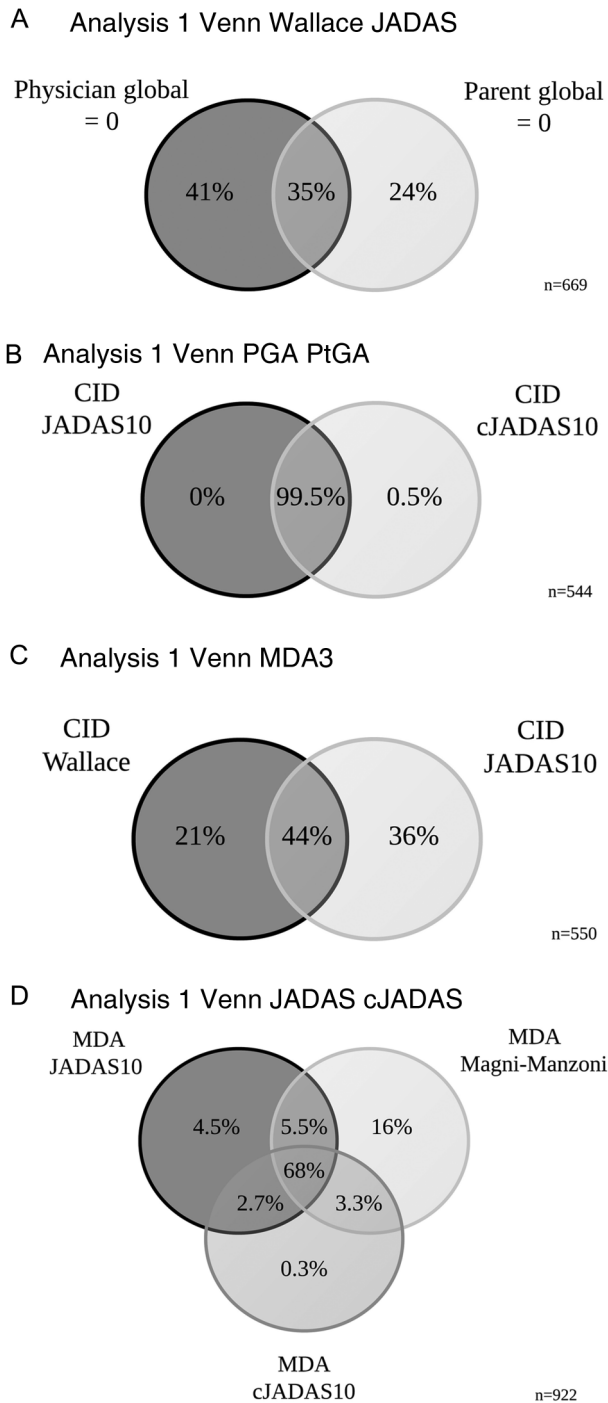 A Analysis 1 Venn Wallace JADAS
Physician global
= 0
Parent global
= 0
41%
35%
24%
n=669
B Analysis 1 Venn PGA PtGA
CID
JADAS10
CID
cJADAS10
0%
99.5%
0.5%
n=544
C Analysis 1 Venn MDA3
CID
Wallace
CID
JADAS10
21%
44%
36%
n=550
D Analysis 1 Venn JADAS cJADAS
MDA
JADAS10
MDA
Magni-Manzoni
4.5%
5.5%
16%
68%
2.7%
3.3%
0.3%
MDA
cJADAS10
n=922